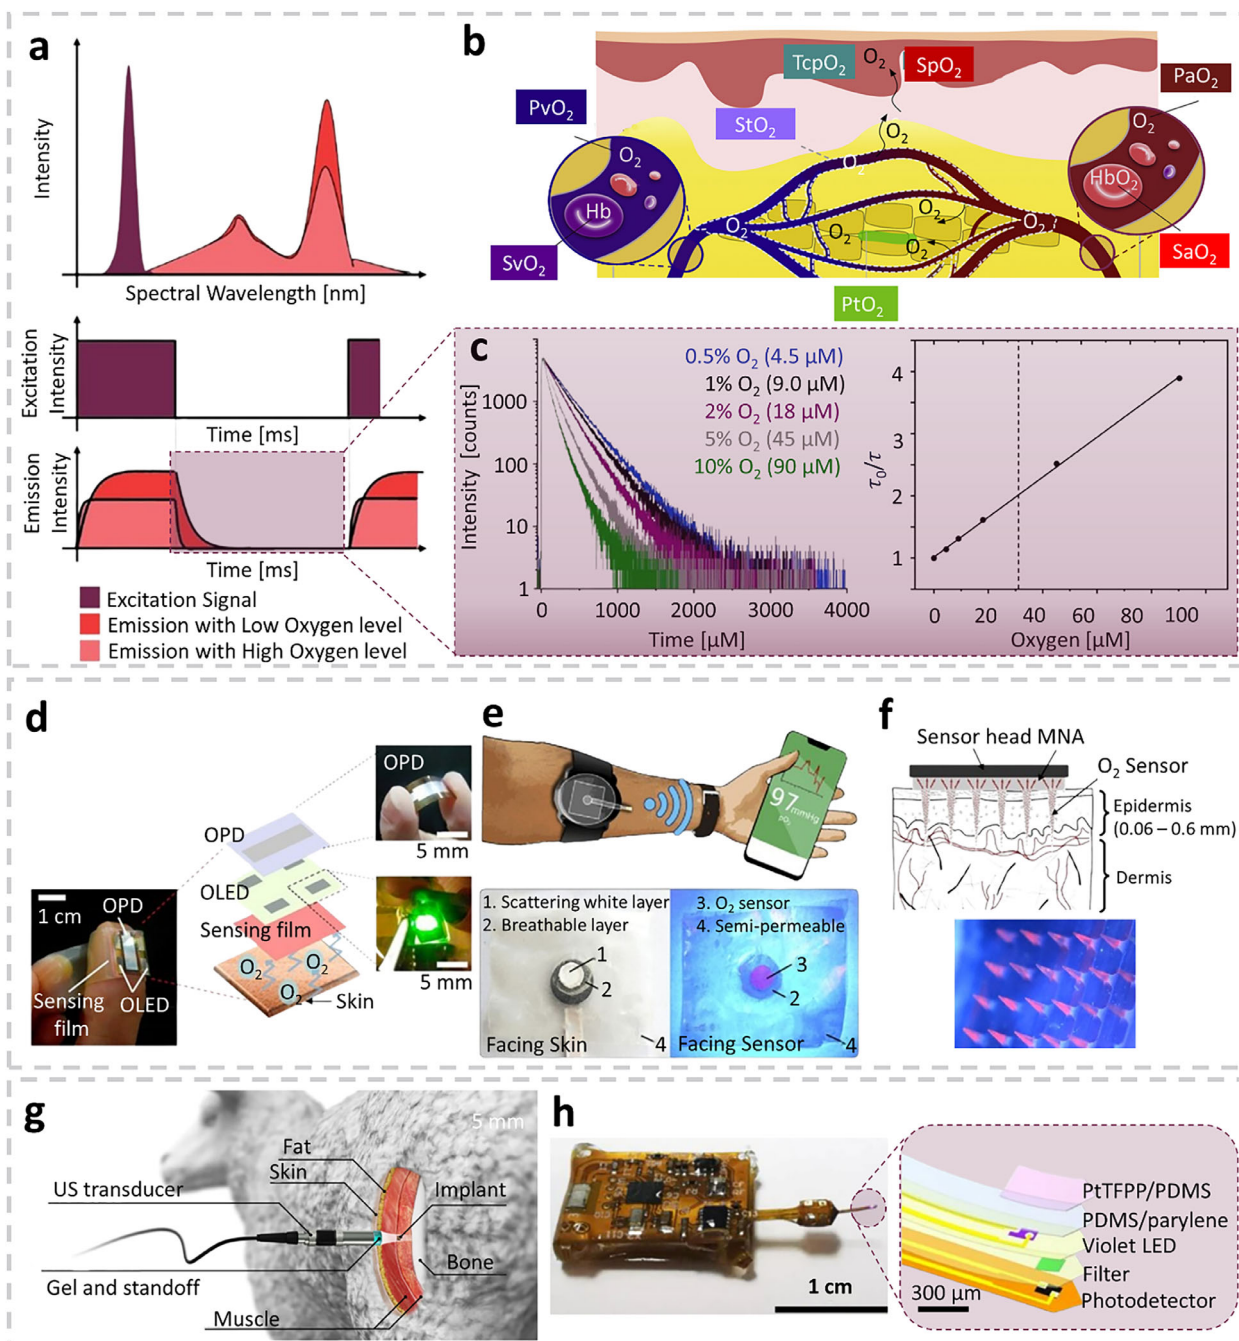 a
Intensity
Spectral Wavelength [nm]
Excitation
Intensity
Time [ms]
Emission
Intensity
Time [ms]
Excitation Signal
Emission with Low Oxygen level
Emission with High Oxygen level
b
TcpO2
O2
SpO2
PaO2
PvO2
StO2
O2
O2
O2
O2
HbO2
Hb
O2
O2
O2
O2
O2
SvO2
SaO2
PtO2
c
0.5% O2 (4.5 µM)
1% O2 (9.0 µM)
2% O2 (18 µM)
5% O2 (45 µM)
10% O2 (90 µM)
Intensity [counts]
1000
100
10
1
0
1000
2000
3000
4000
Time [µM]
τ0/τ
4
3
2
1
0
20
40
60
80
100
Oxygen [µM]
d
OPD
5 mm
OPD
OLED
Sensing film
O2
O2
O2
Skin
5 mm
1 cm
OPD
Sensing
film
OLED
e
97mmHg
pO2
1. Scattering white layer
2. Breathable layer
1
2
4
Facing Skin
3. O2 sensor
4. Semi-permeable
3
2
4
Facing Sensor
f
Sensor head MNA
O2 Sensor
Epidermis
(0.06 – 0.6 mm)
Dermis
g
5 mm
Fat
Skin
US transducer
Implant
Bone
Gel and standoff
Muscle
h
1 cm
PtTFPP/PDMS
PDMS/parylene
Violet LED
Filter
Photodetector
300 µm